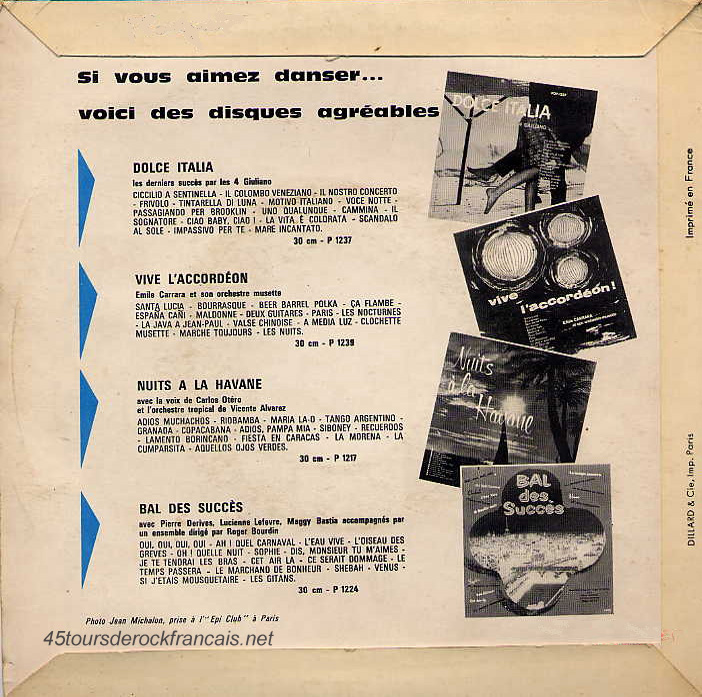 Si vous aimez danser...
voici des disques agréables
DOLCE ITALIA
les derniers succès par les 4 Giuliano
CICCILIO A SENTINELLA - IL COLOMBO VENEZIANO - IL NOSTRO CONCERTO
- FRIVOLO - TINTARELLA DI LUNA - MOTIVO ITALIANO - VOCE NOTTE -
PASSAGIANDO PER BROOKLIN - UNO QUALUNQUE - CAMMINA - IL
SOGNATORE - CIAO BABY, CIAO ! - LA VITA È COLORATA - SCANDALO
AL SOLE - IMPASSIVO PER TE - MARE INCANTATO.
30 cm - P 1237
VIVE L'ACCORDÉON
Emile Carrara et son orchestre musette
SANTA LUCIA - BOURRASQUE - BEER BARREL POLKA - ÇA FLAMBE -
ESPAÑA CAÑI - MALDONNE - DEUX GUITARES - PARIS - LES NOCTURNES
- LA JAVA A JEAN-PAUL - VALSE CHINOISE - A MEDIA LUZ - CLOCHETTE
MUSETTE - MARCHE TOUJOURS - LES NUITS.
30 cm - P 1239
NUITS A LA HAVANE
avec la voix de Carlos Otéro
et l'orchestre tropical de Vicente Alvarez
ADIOS MUCHACHOS - RIOBAMBA - MARIA LA-O - TANGO ARGENTINO -
GRANADA - COPACABANA - ADIOS, PAMPA MIA - SIBONEY - RECUERDOS
- LAMENTO BORINCANO - FIESTA EN CARACAS - LA MORENA - LA
CUMPARSITA - AQUELLOS OJOS VERDES.
30 cm - P 1217
BAL DES SUCCÈS
avec Pierre Derives, Lucienne Lefevre, Maggy Bastia accompagnés par
un ensemble dirigé par Roger Bourdin
OUI, OUI, OUI, OUI - AH ! QUEL CARNAVAL - L'EAU VIVE - L'OISEAU DES
GREVES - OH ! QUELLE NUIT - SOPHIE - DIS, MONSIEUR TU M'AIMES -
JE TE TENDRAI LES BRAS - CET AIR LA - CE SERAIT DOMMAGE - LE
TEMPS PASSERA - LE MARCHAND DE BONHEUR - SHEBAH - VENUS -
SI J'ETAIS MOUSQUETAIRE - LES GITANS.
30 cm - P 1224
Photo Jean Michalon, prise à l'"Epi Club" à Paris
45toursderockfrancais.net
DOLCE ITALIA
GIULIANO
vive
l'accordéon !
Nuits
à la
Havane
BAL
des
Succès
Imprimé en France
DILLARD & Cie, Imp. Paris